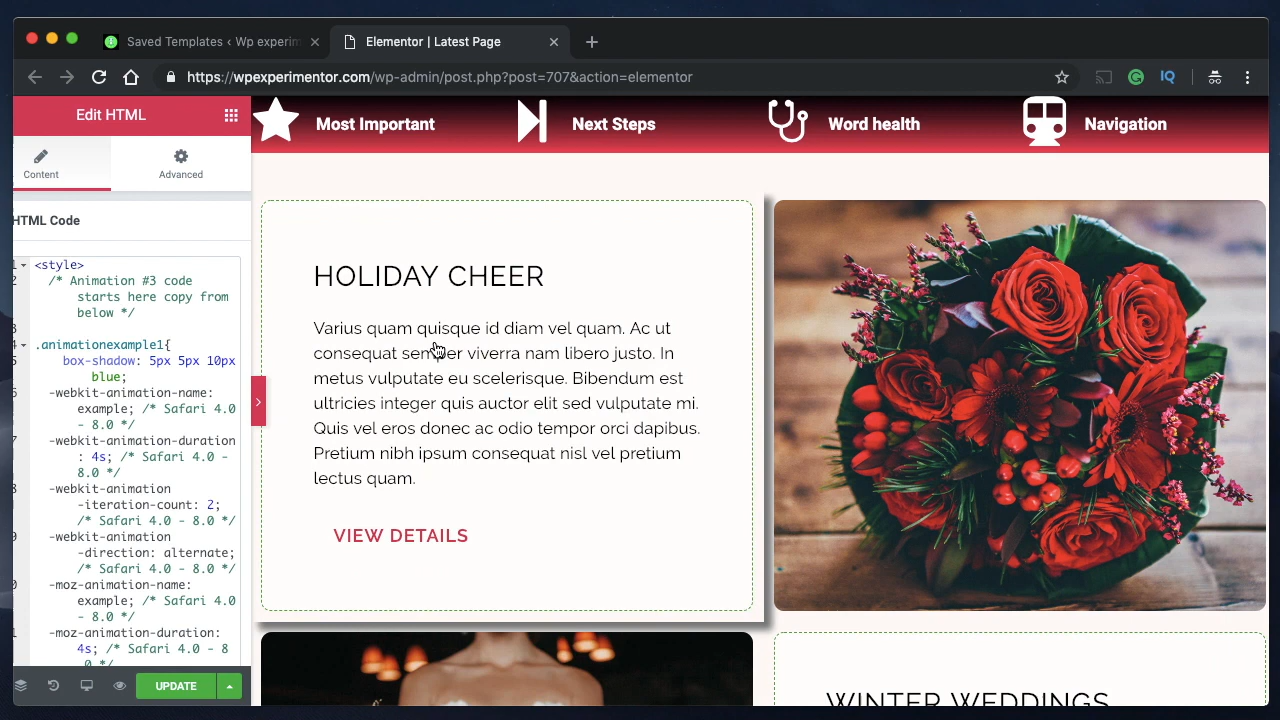 Saved Templates ‹ Wp experim
Elementor | Latest Page
https://wpexperimentor.com/wp-admin/post.php?post=707&action=elementor
IQ
Edit HTML
Most Important
Next Steps
Word health
Navigation
Content
Advanced
HTML Code
<style>
/* Animation #3 code
starts here copy from
below */
.animationexample1{
box-shadow: 5px 5px 10px
blue;
-webkit-animation-name:
example; /* Safari 4.0
- 8.0 */
-webkit-animation-duration
: 4s; /* Safari 4.0 -
8.0 */
-webkit-animation
-iteration-count: 2;
/* Safari 4.0 - 8.0 */
-webkit-animation
-direction: alternate;
/* Safari 4.0 - 8.0 */
-moz-animation-name:
example; /* Safari 4.0
- 8.0 */
-moz-animation-duration:
4s; /* Safari 4.0 - 8
.0 */
UPDATE
HOLIDAY CHEER
Varius quam quisque id diam vel quam. Ac ut
consequat semper viverra nam libero justo. In
metus vulputate eu scelerisque. Bibendum est
ultricies integer quis auctor elit sed vulputate mi.
Quis vel eros donec ac odio tempor orci dapibus.
Pretium nibh ipsum consequat nisl vel pretium
lectus quam.
VIEW DETAILS
WINTER WEDDINGS